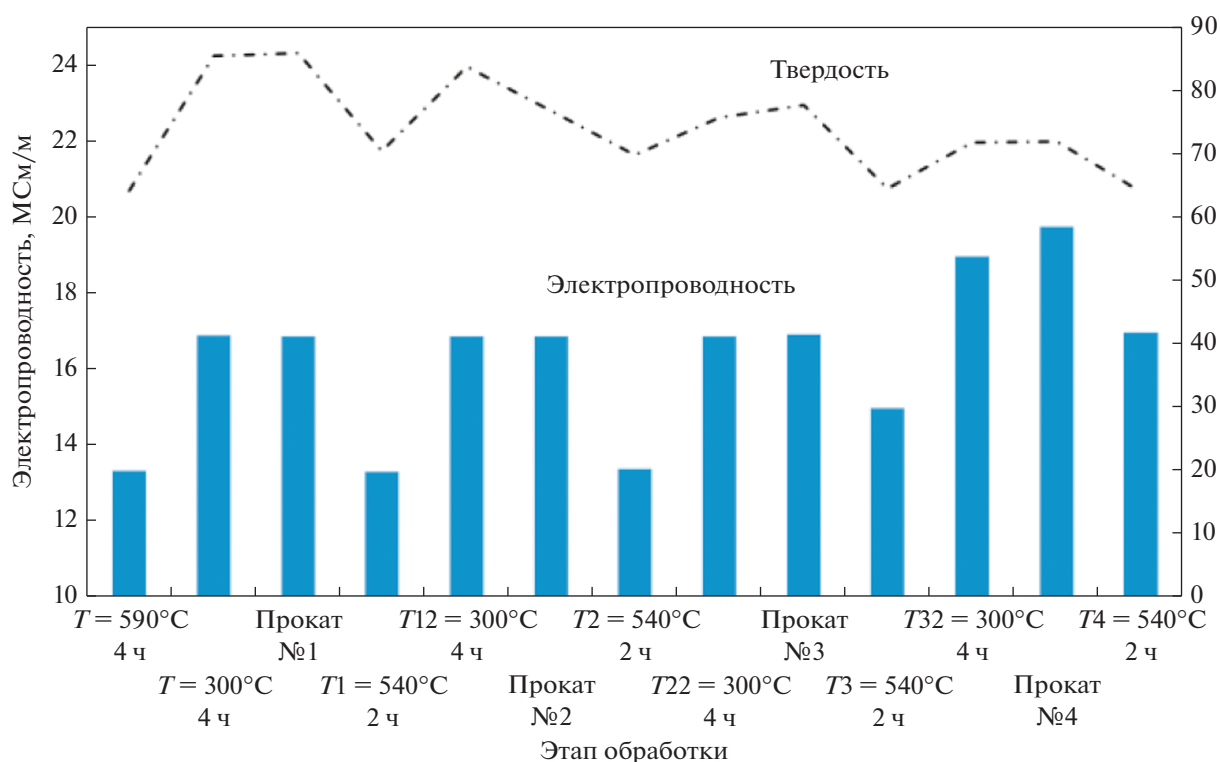 90
24
Твердость
80
22
70
20
60
Электропроводность, МСм/м
18
Электропроводность
50
16
40
30
14
20
12
10
10
0
T = 590°C
Прокат
T12 = 300°C
T2 = 540°C
Прокат
T32 = 300°C
T4 = 540°C
4 ч
№1
4 ч
2 ч
№3
4 ч
2 ч
T = 300°C
T1 = 540°C
Прокат
T22 = 300°C
T3 = 540°C
Прокат
4 ч
2 ч
№2
4 ч
2 ч
№4
Этап обработки